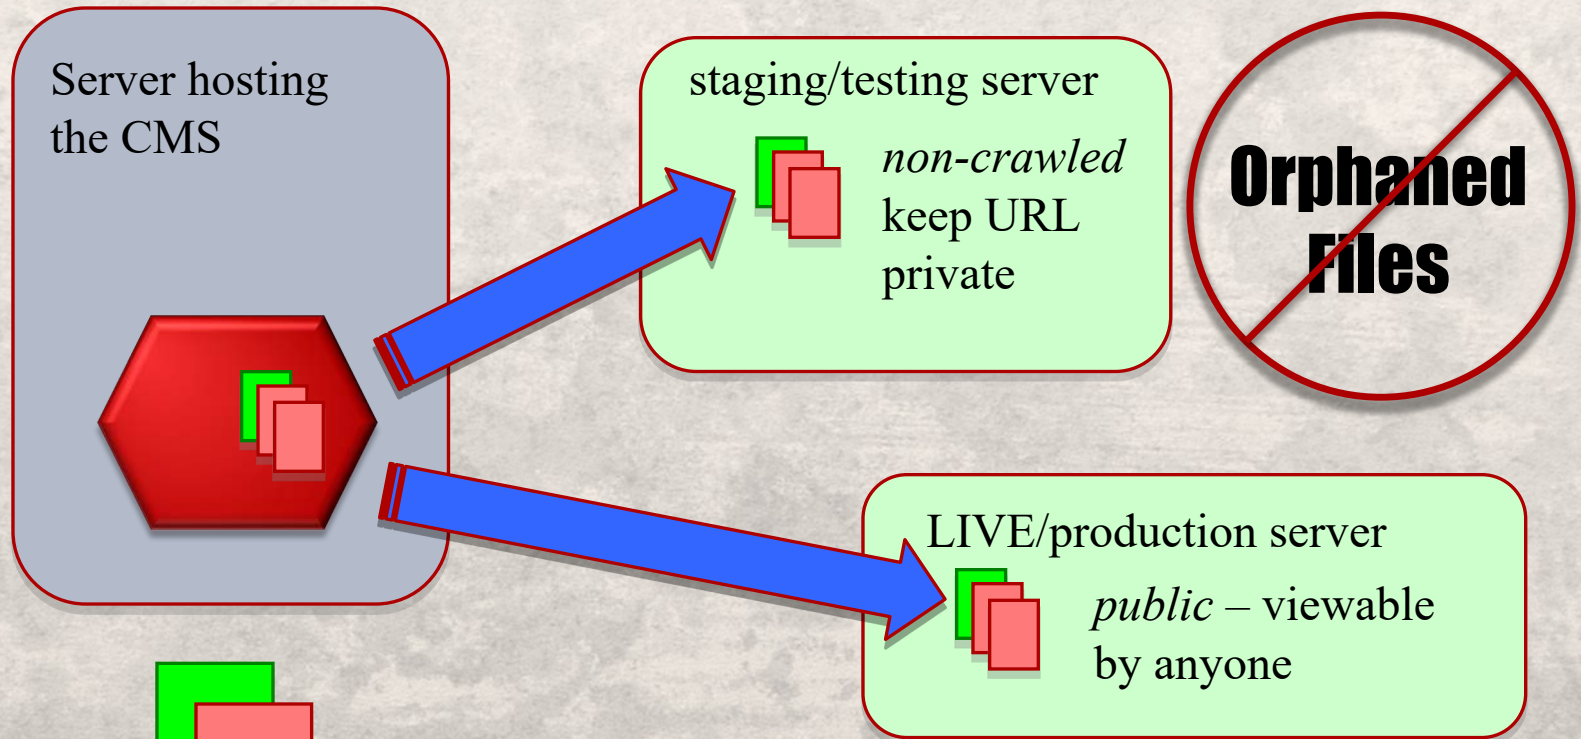 Server hosting
the CMS
staging/testing server
non-crawled
keep URL
private
Orphaned
Files
LIVE/production server
public – viewable
by anyone